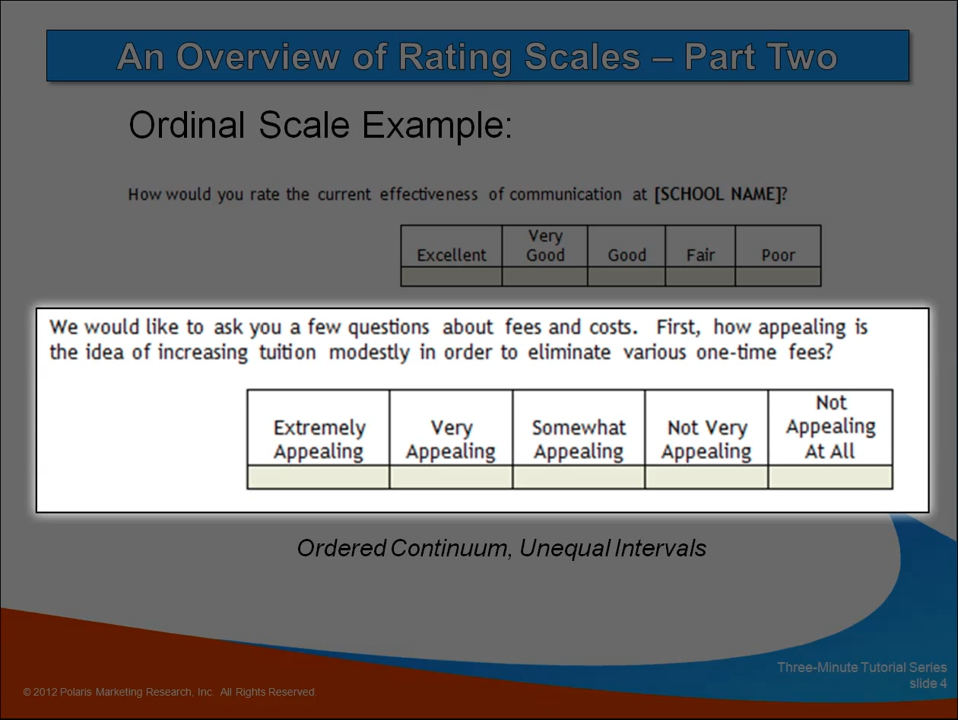 An Overview of Rating Scales – Part Two
Ordinal Scale Example:
How would you rate the current effectiveness of communication at [SCHOOL NAME]?
Excellent
Very
Good
Good
Fair
Poor
We would like to ask you a few questions about fees and costs. First, how appealing is
the idea of increasing tuition modestly in order to eliminate various one-time fees?
Extremely
Appealing
Very
Appealing
Somewhat
Appealing
Not Very
Appealing
Not
Appealing
At All
Ordered Continuum, Unequal Intervals
Three-Minute Tutorial Series
slide 4
© 2012 Polaris Marketing Research, Inc. All Rights Reserved.